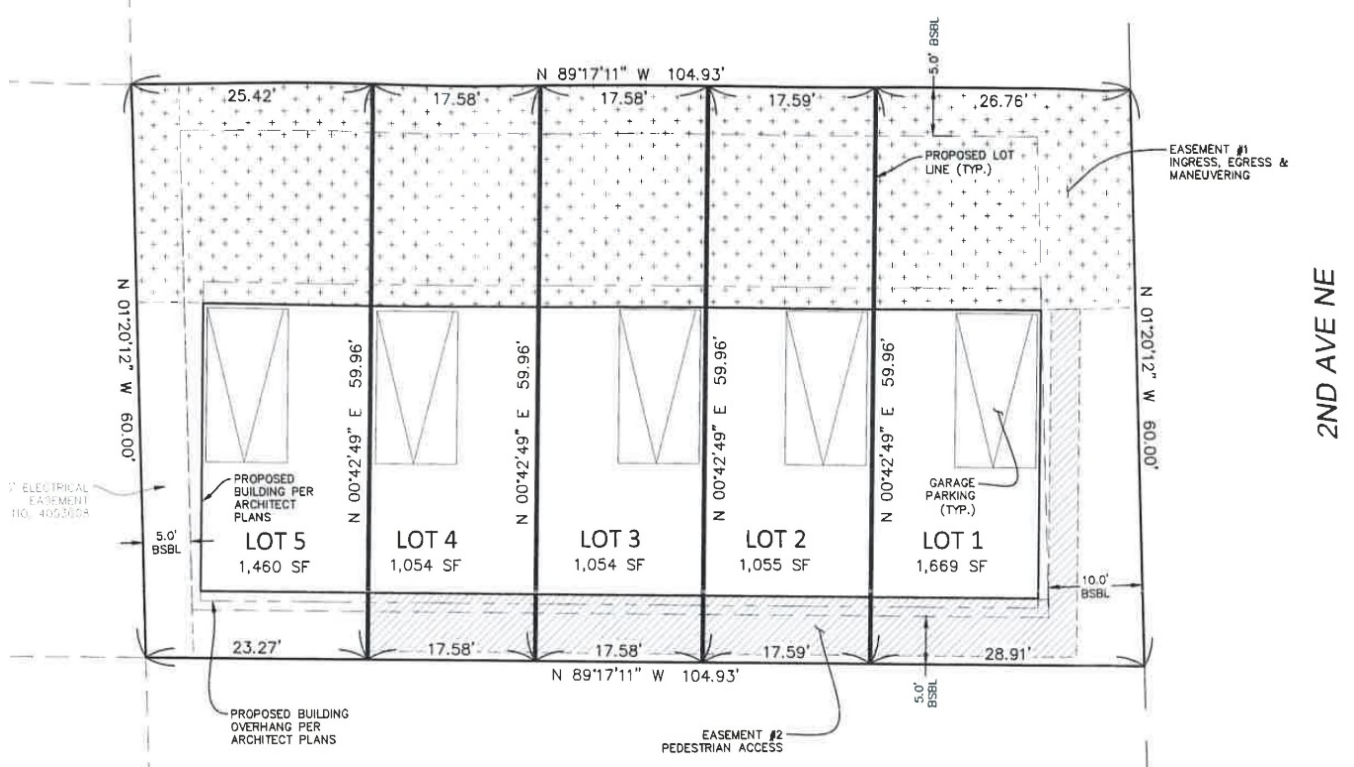 5.0' BSBL
N 89°17'11" W 104.93'
25.42'
17.58'
17.58'
17.59'
26.76'
PROPOSED LOT
LINE (TYP.)
EASEMENT #1
INGRESS, EGRESS &
MANEUVERING
N 01°20'12" W 60.00'
N 00°42'49" E 59.96'
N 00°42'49" E 59.96'
N 00°42'49" E 59.96'
N 00°42'49" E 59.96'
N 01°20'12" W 60.00'
2ND AVE NE
ELECTRICAL
EASEMENT
PROPOSED
BUILDING PER
ARCHITECT
PLANS
GARAGE
PARKING
(TYP.)
5.0'
BSBL
LOT 5
1,460 SF
LOT 4
1,054 SF
LOT 3
1,054 SF
LOT 2
1,055 SF
LOT 1
1,669 SF
10.0'
BSBL
23.27'
17.58'
17.58'
17.59'
28.91'
N 89°17'11" W 104.93'
5.0'
BSBL
PROPOSED BUILDING
OVERHANG PER
ARCHITECT PLANS
EASEMENT #2
PEDESTRIAN ACCESS